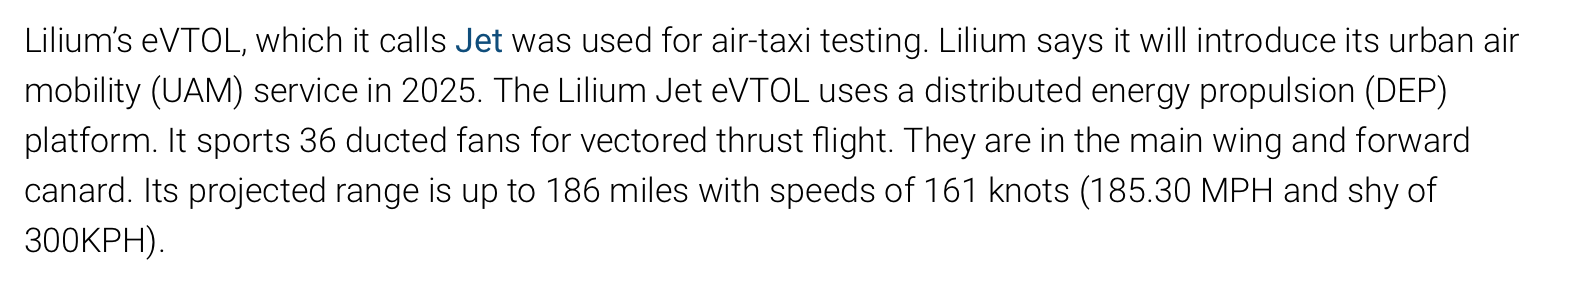 Lilium’s eVTOL, which it calls Jet was used for air-taxi testing. Lilium says it will introduce its urban air
mobility (UAM) service in 2025. The Lilium Jet eVTOL uses a distributed energy propulsion (DEP)
platform. It sports 36 ducted fans for vectored thrust flight. They are in the main wing and forward
canard. Its projected range is up to 186 miles with speeds of 161 knots (185.30 MPH and shy of
300KPH).